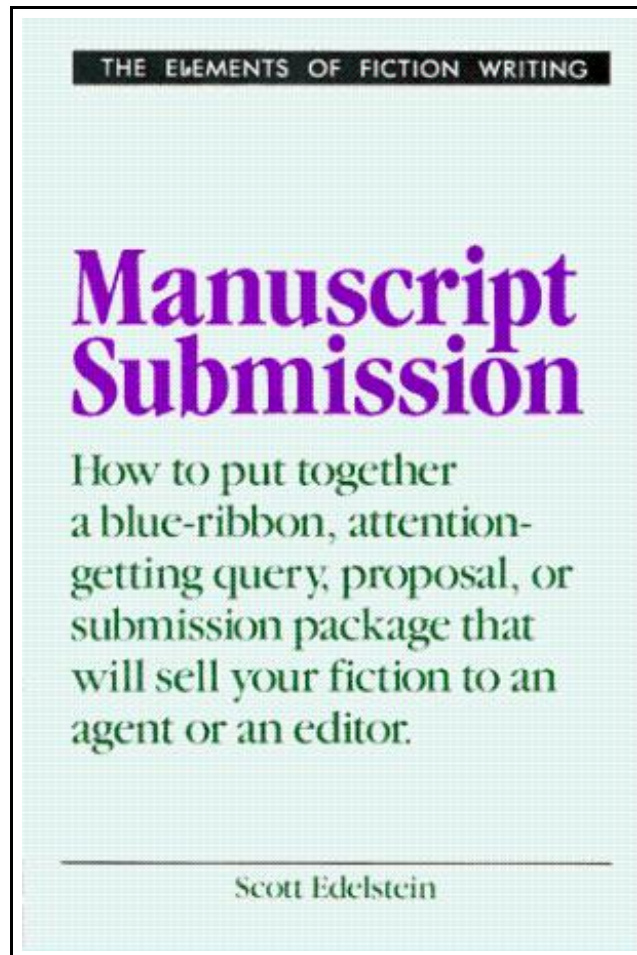 THE ELEMENTS OF FICTION WRITING
Manuscript
Submission
How to put together
a blue-ribbon, attention-
getting query, proposal, or
submission package that
will sell your fiction to an
agent or an editor.
Scott Edelstein